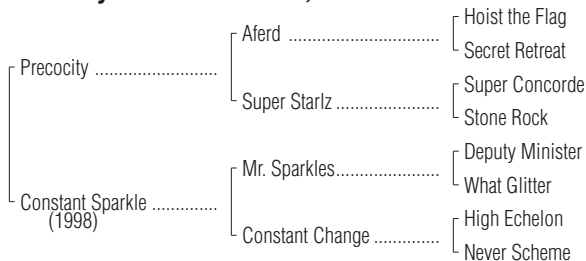 Hoist the Flag
Aferd ........................................
Secret Retreat
Precocity ................................
Super Concorde
Super Starlz ............................
Stone Rock
Deputy Minister
Mr. Sparkles............................
What Glitter
Constant Sparkle .................
(1998)
High Echelon
Constant Change .................
Never Scheme